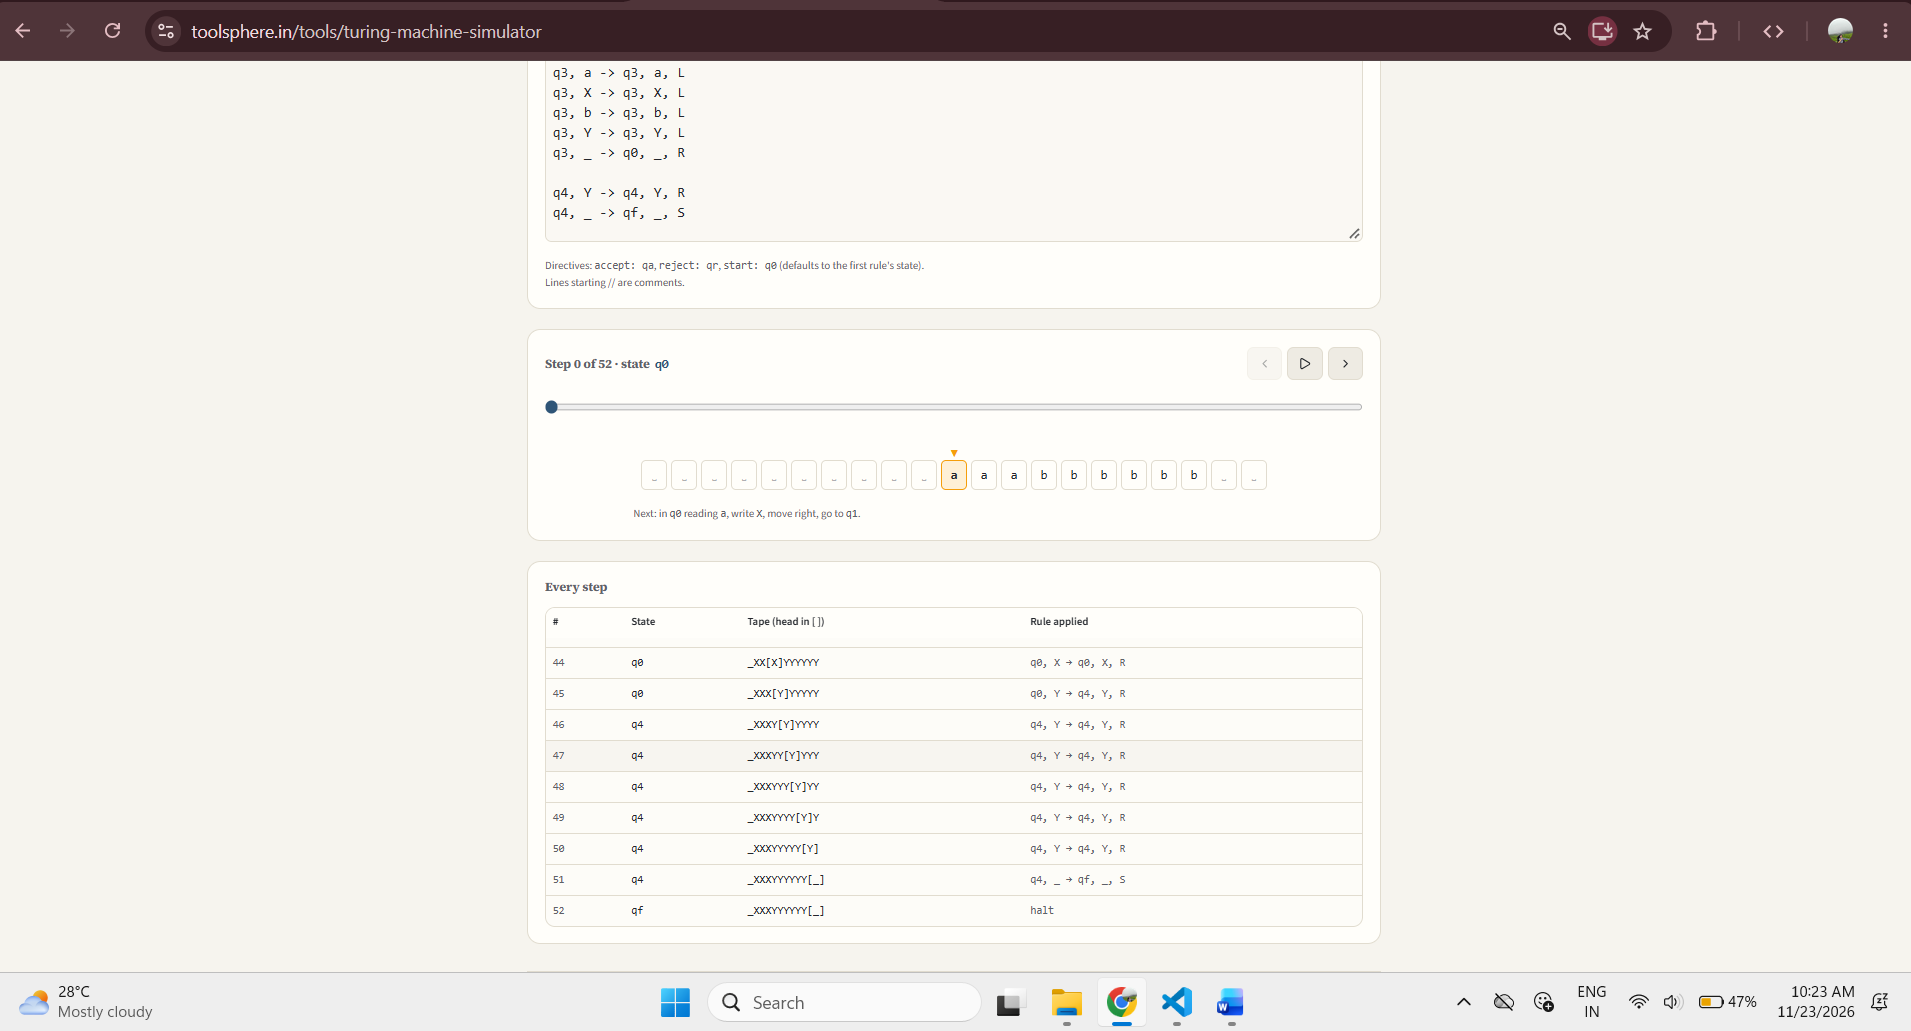 toolsphere.in/tools/turing-machine-simulator
q3, a -> q3, a, L
q3, X -> q3, X, L
q3, b -> q3, b, L
q3, Y -> q3, Y, L
q3, _ -> q0, _, R
q4, Y -> q4, Y, R
q4, _ -> qf, _, S
Directives: accept: qa, reject: qr, start: q0 (defaults to the first rule's state).
Lines starting // are comments.
Step 0 of 52 · state q0
_ _ _ _ _ _ _ _ _ _ a a a b b b b b b _ _
Next: in q0 reading a, write X, move right, go to q1.
Every step
# State Tape (head in [ ]) Rule applied
44 q0 _XX[X]YYYYYY q0, X → q0, X, R
45 q0 _XXX[Y]YYYYY q0, Y → q4, Y, R
46 q4 _XXXY[Y]YYYY q4, Y → q4, Y, R
47 q4 _XXXYY[Y]YYY q4, Y → q4, Y, R
48 q4 _XXXYYY[Y]YY q4, Y → q4, Y, R
49 q4 _XXXYYYY[Y]Y q4, Y → q4, Y, R
50 q4 _XXXYYYYY[Y] q4, Y → q4, Y, R
51 q4 _XXXYYYYYY[_] q4, _ → qf, _, S
52 qf _XXXYYYYYY[_] halt
28°C
Mostly cloudy
Search
ENG
IN
47%
10:23 AM
11/23/2026